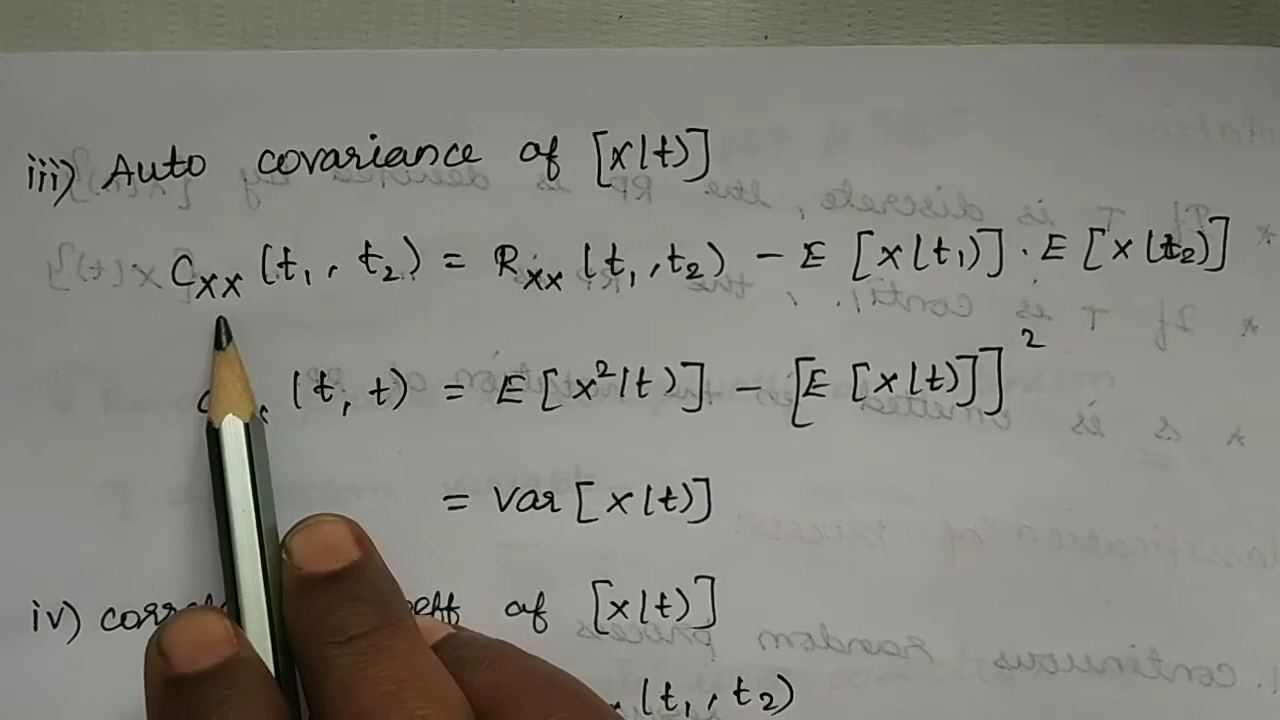 iii) Auto covariance of [X(t)]
Cxx (t1, t2) = Rxx (t1, t2) - E [X(t1)] . E [X(t2)]
(t, t) = E [X²(t)] - [E [X(t)]]²
= Var [X(t)]
iv) of [X(t)]
(t1, t2)